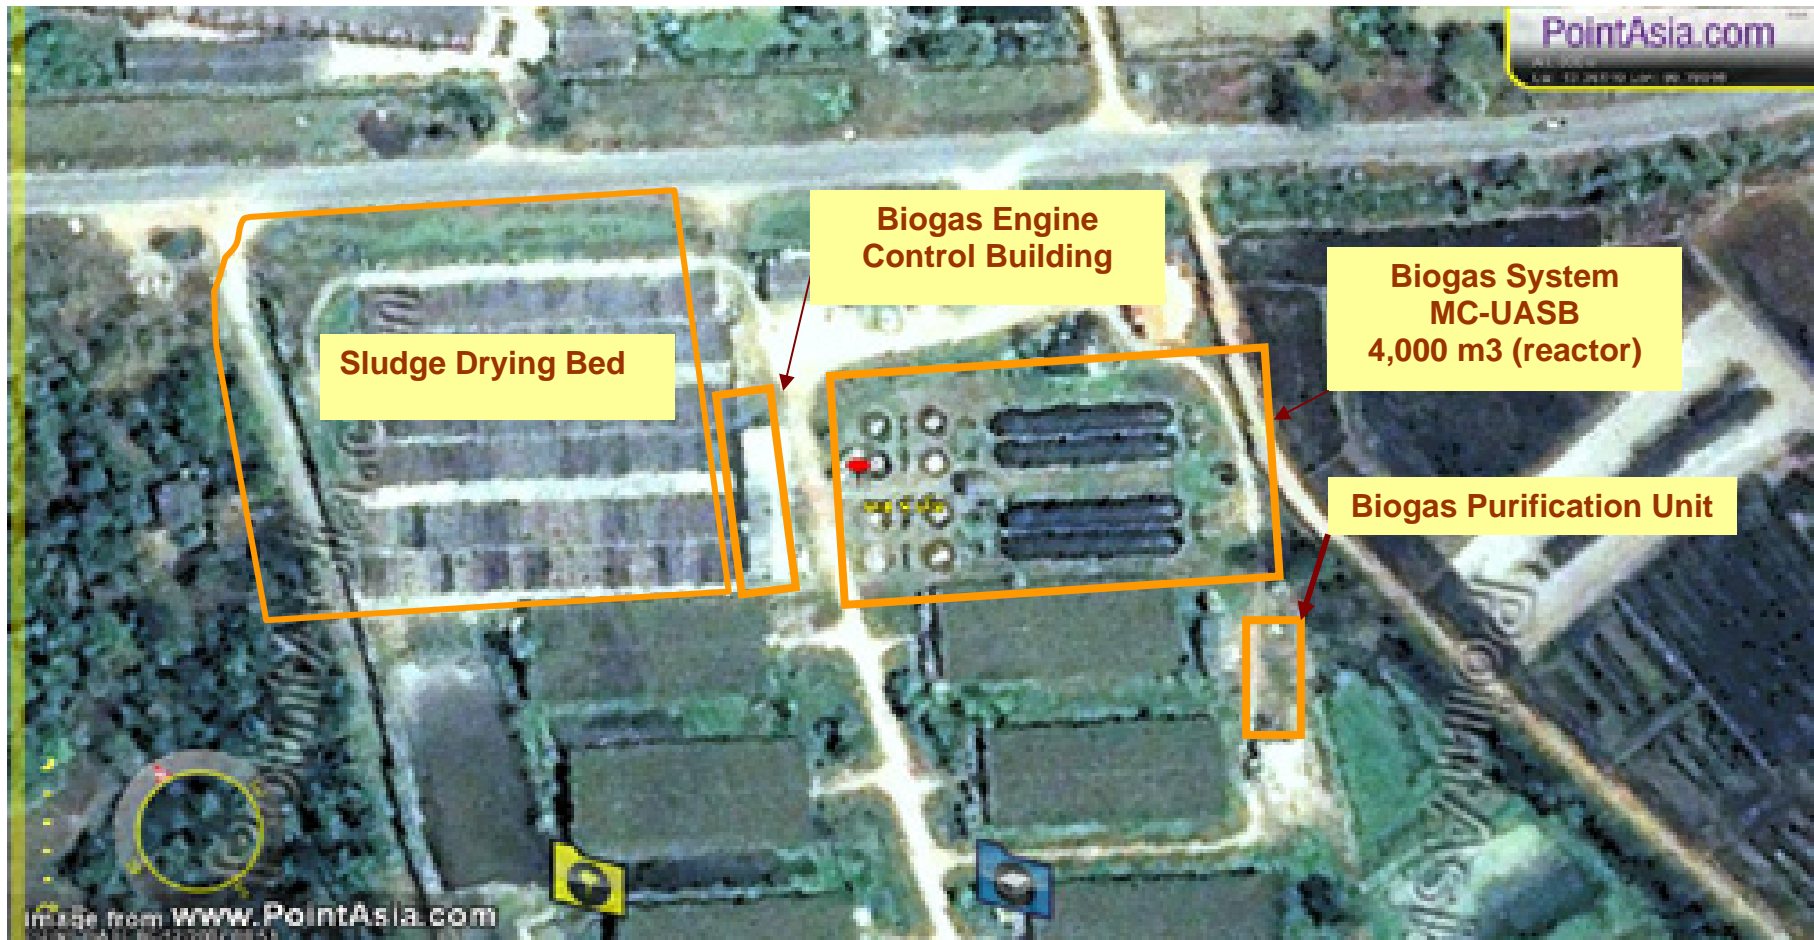 PointAsia.com
Biogas Engine
Control Building
Biogas System
MC-UASB
4,000 m3 (reactor)
Sludge Drying Bed
Biogas Purification Unit
PointAsia
Image from www.PointAsia.com